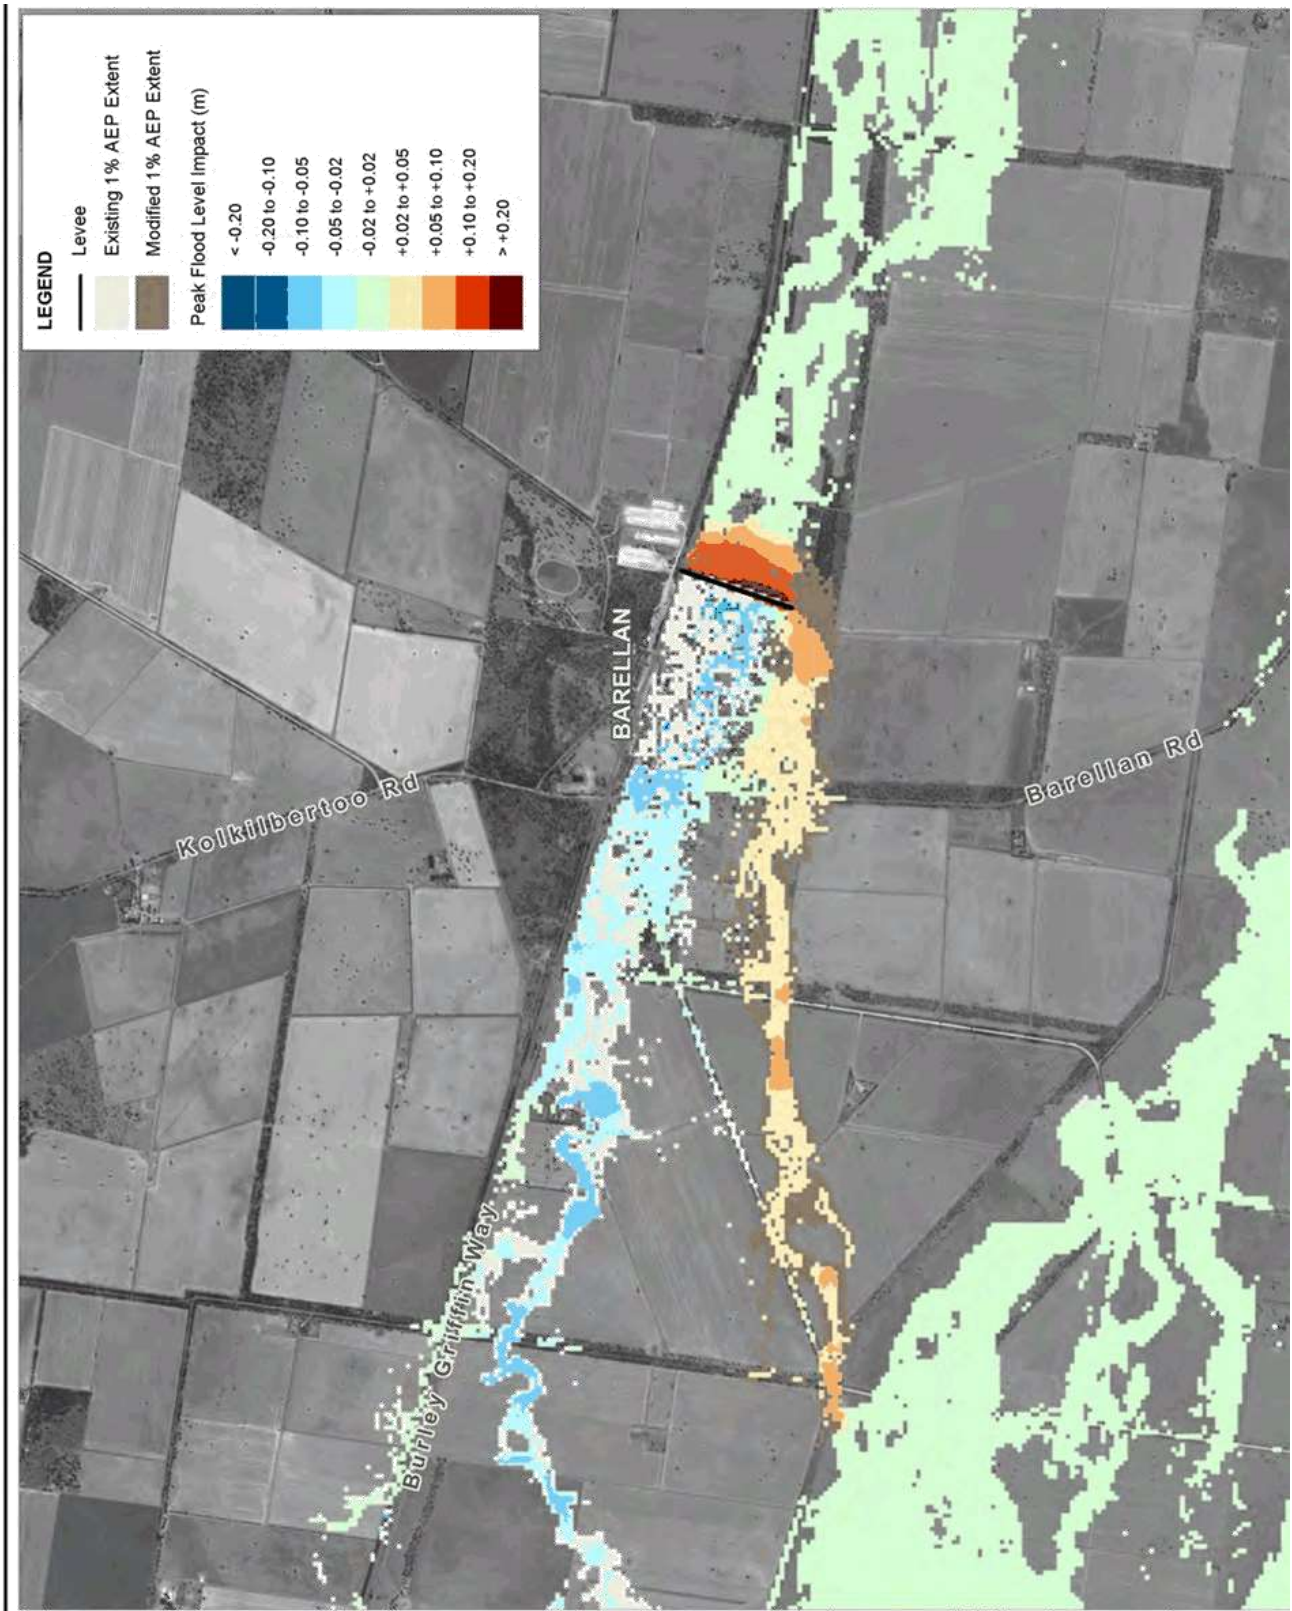 LEGEND
Levee
Existing 1% AEP Extent
Modified 1% AEP Extent
Peak Flood Level Impact (m)
< -0.20
-0.20 to -0.10
-0.10 to -0.05
-0.05 to -0.02
-0.02 to +0.02
+0.02 to +0.05
+0.05 to +0.10
+0.10 to +0.20
> +0.20
BARELLAN
Kolkilbertoo Rd
Barellan Rd
Burley Griffin Way